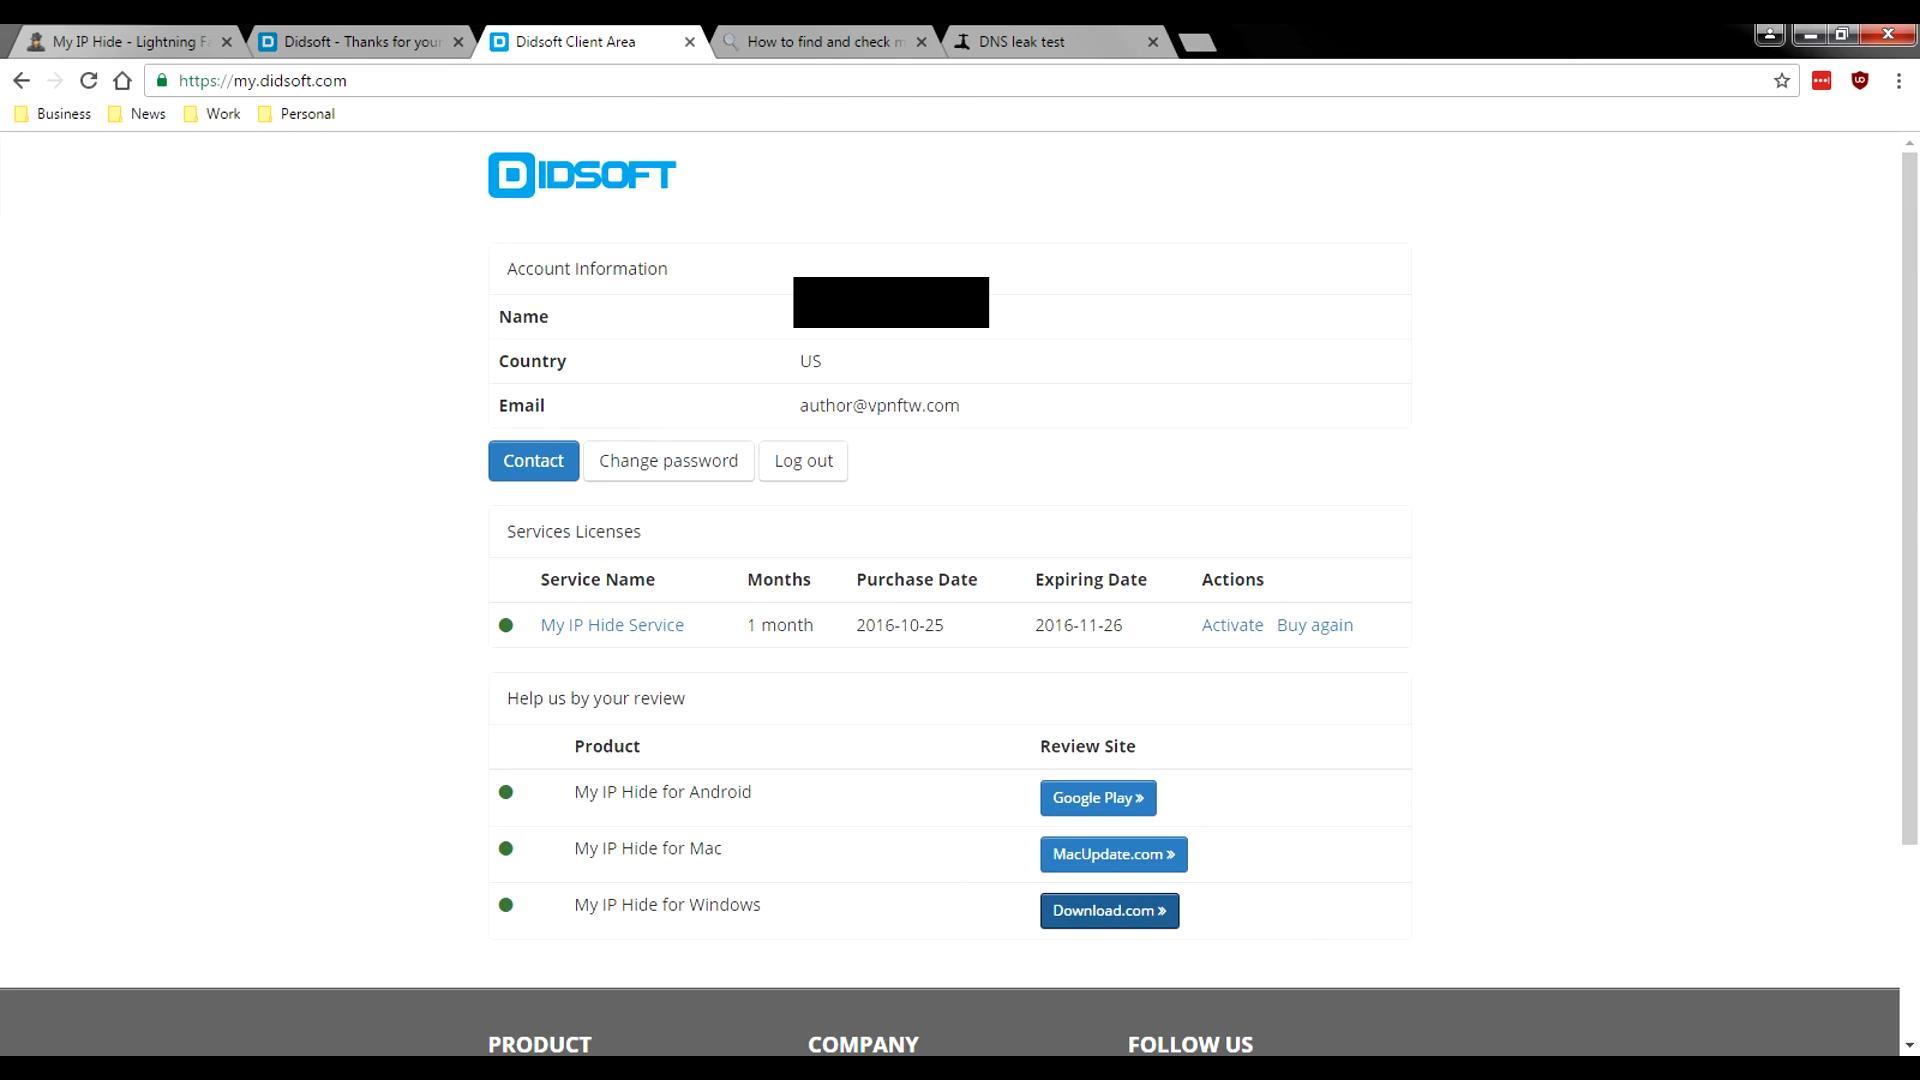 My IP Hide - Lightning Fa
Didsoft - Thanks for your
Didsoft Client Area
How to find and check m
DNS leak test
https://my.didsoft.com
Business
News
Work
Personal
DIDSOFT
Account Information
Name
Country US
Email author@vpnftw.com
Contact Change password Log out
Services Licenses
Service Name Months Purchase Date Expiring Date Actions
My IP Hide Service 1 month 2016-10-25 2016-11-26 Activate Buy again
Help us by your review
Product Review Site
My IP Hide for Android Google Play »
My IP Hide for Mac MacUpdate.com »
My IP Hide for Windows Download.com »
PRODUCT COMPANY FOLLOW US